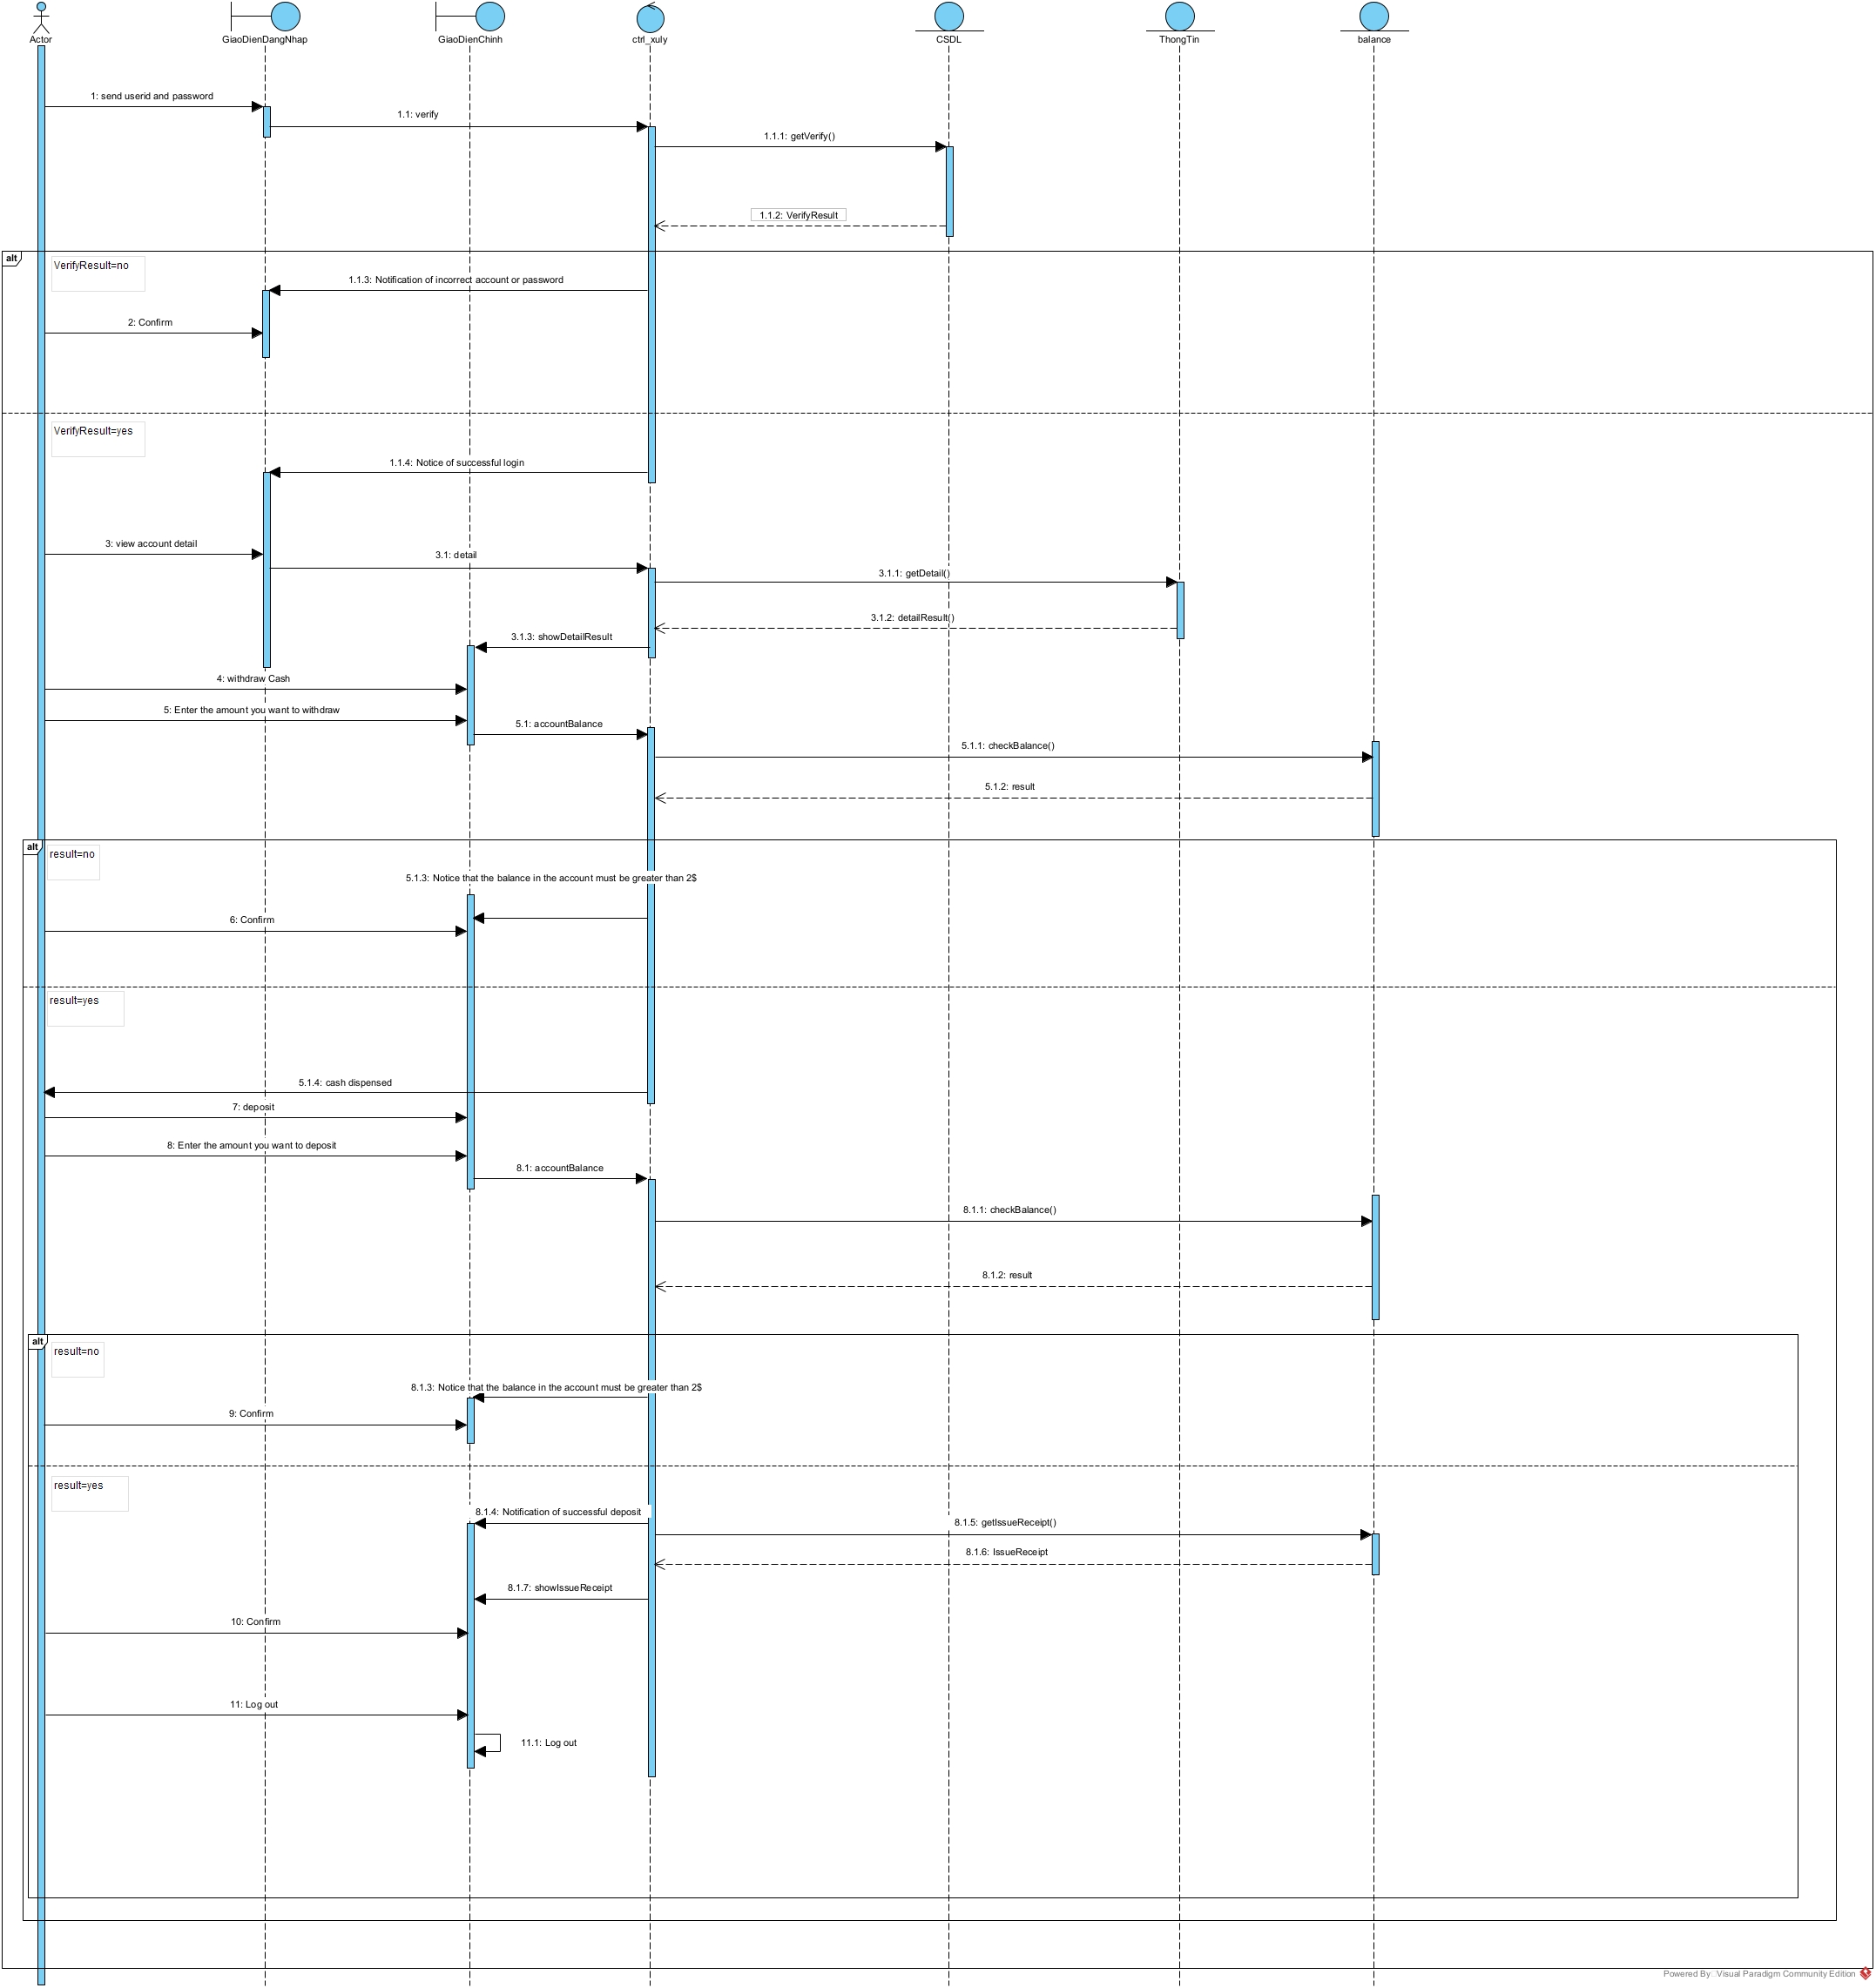 Actor
GiaoDienDangNhap
GiaoDienChinh
ctrl_xuly
CSDL
ThongTin
balance
1: send userid and password
1.1: verify
1.1.1: getVerify()
1.1.2: VerifyResult
alt
VerifyResult=no
1.1.3: Notification of incorrect account or password
2: Confirm
VerifyResult=yes
1.1.4: Notice of successful login
3: view account detail
3.1: detail
3.1.1: getDetail()
3.1.2: detailResult()
3.1.3: showDetailResult
4: withdraw Cash
5: Enter the amount you want to withdraw
5.1: accountBalance
5.1.1: checkBalance()
5.1.2: result
alt
result=no
5.1.3: Notice that the balance in the account must be greater than 2$
6: Confirm
result=yes
5.1.4: cash dispensed
7: deposit
8: Enter the amount you want to deposit
8.1: accountBalance
8.1.1: checkBalance()
8.1.2: result
alt
result=no
8.1.3: Notice that the balance in the account must be greater than 2$
9: Confirm
result=yes
8.1.4: Notification of successful deposit
8.1.5: getIssueReceipt()
8.1.6: IssueReceipt
8.1.7: showIssueReceipt
10: Confirm
11: Log out
11.1: Log out
Powered By: Visual Paradigm Community Edition